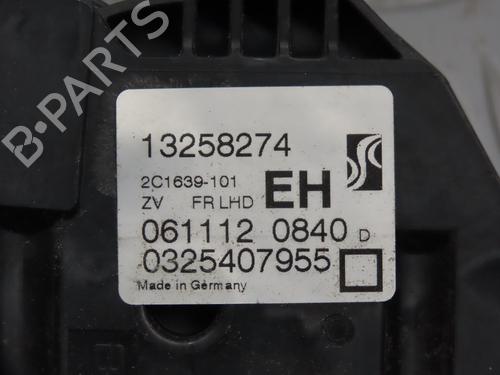 B-PARTS
13258274
2C1639-101
ZV FR LHD EH
061112 0840 D
0325407955
Made in Germany